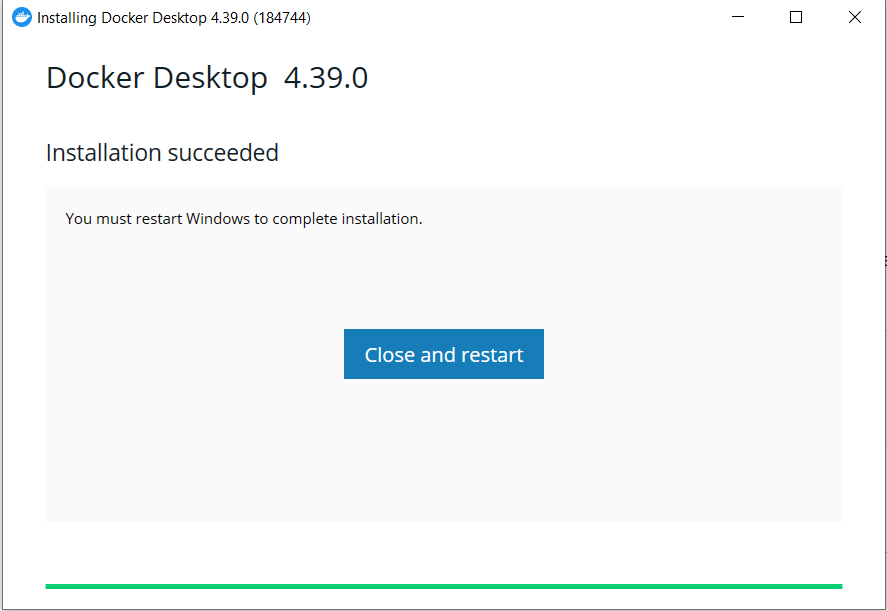 Installing Docker Desktop 4.39.0 (184744)
Docker Desktop 4.39.0
Installation succeeded
You must restart Windows to complete installation.
Close and restart